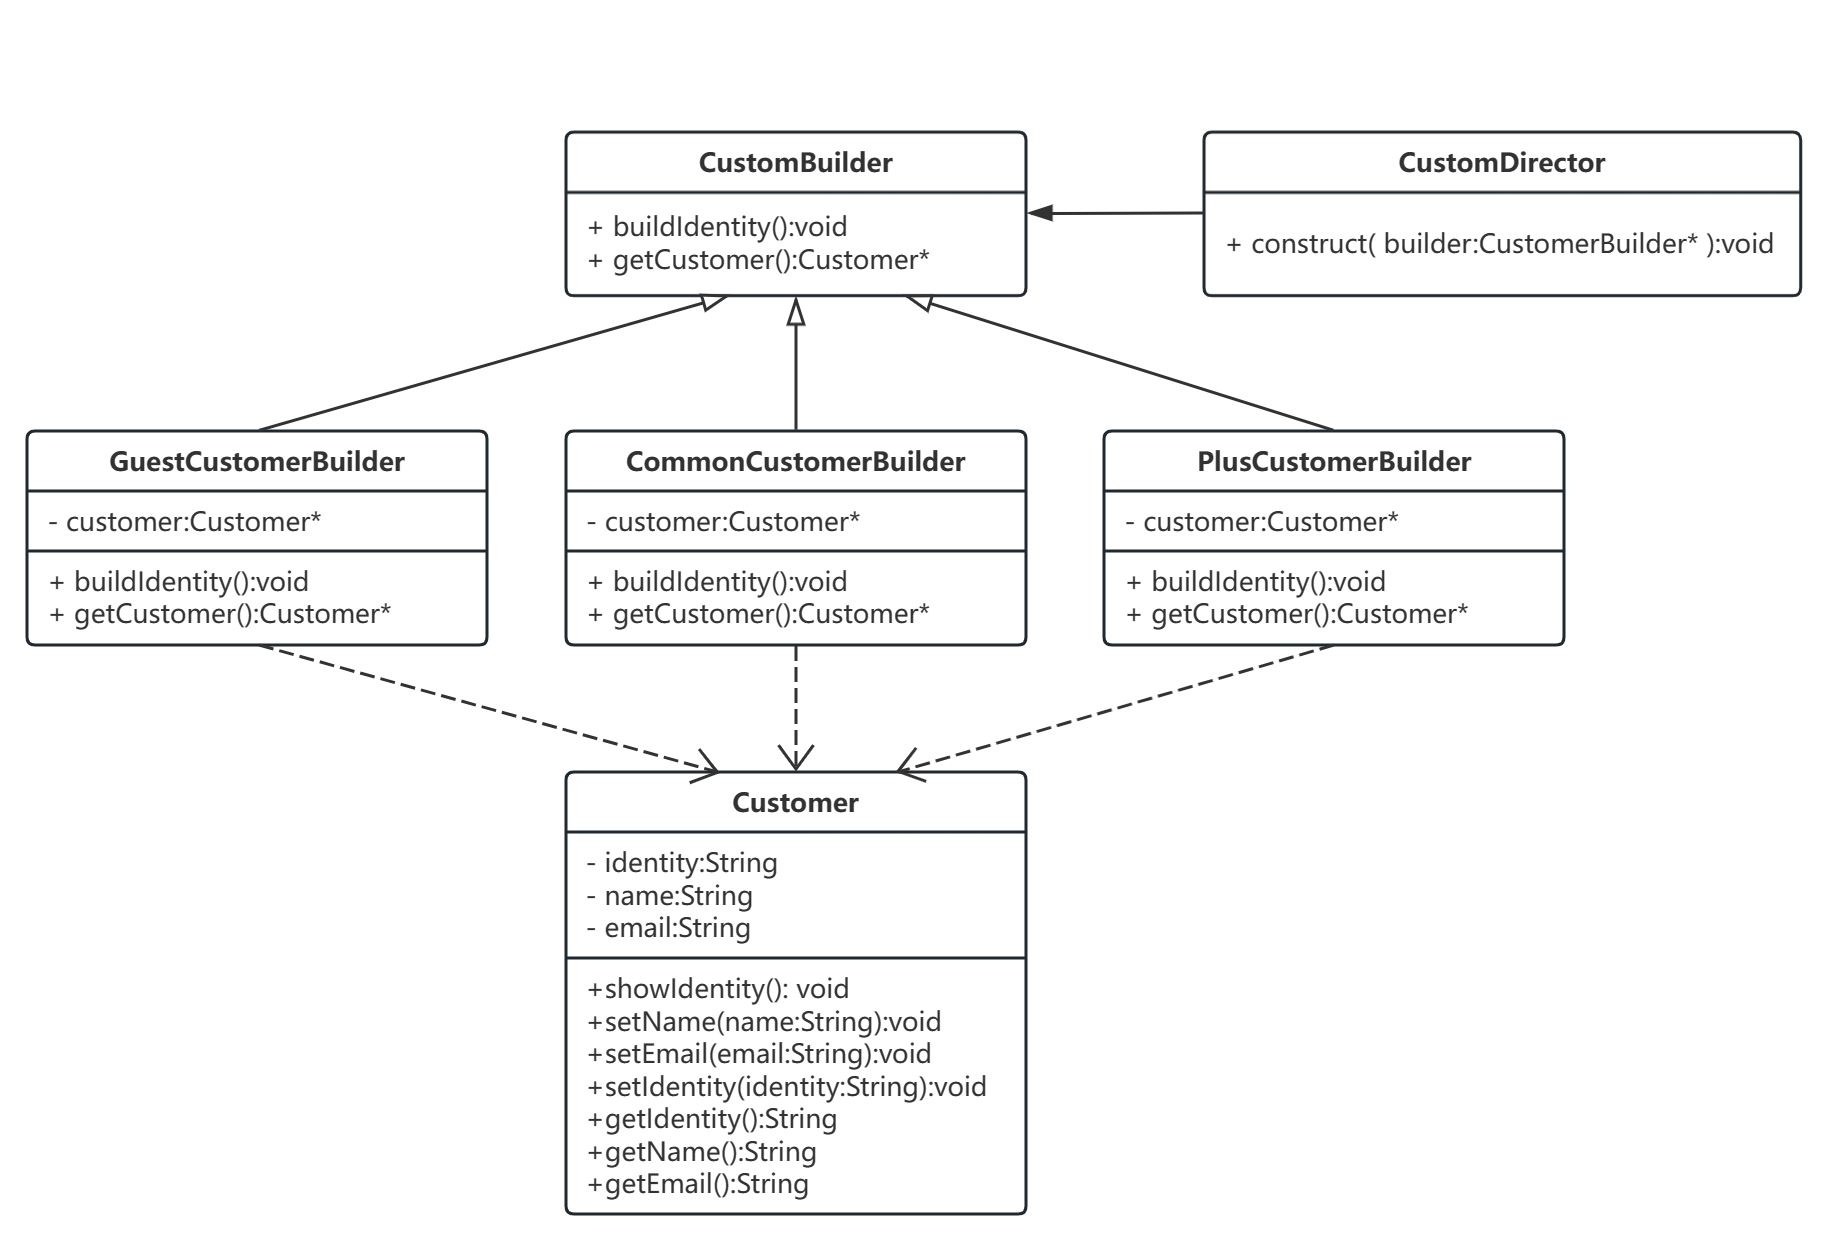 CustomBuilder
+ buildIdentity():void
+ getCustomer():Customer*
CustomDirector
+ construct( builder:CustomerBuilder* ):void
GuestCustomerBuilder
- customer:Customer*
+ buildIdentity():void
+ getCustomer():Customer*
CommonCustomerBuilder
- customer:Customer*
+ buildIdentity():void
+ getCustomer():Customer*
PlusCustomerBuilder
- customer:Customer*
+ buildIdentity():void
+ getCustomer():Customer*
Customer
- identity:String
- name:String
- email:String
+showIdentity(): void
+setName(name:String):void
+setEmail(email:String):void
+setIdentity(identity:String):void
+getIdentity():String
+getName():String
+getEmail():String